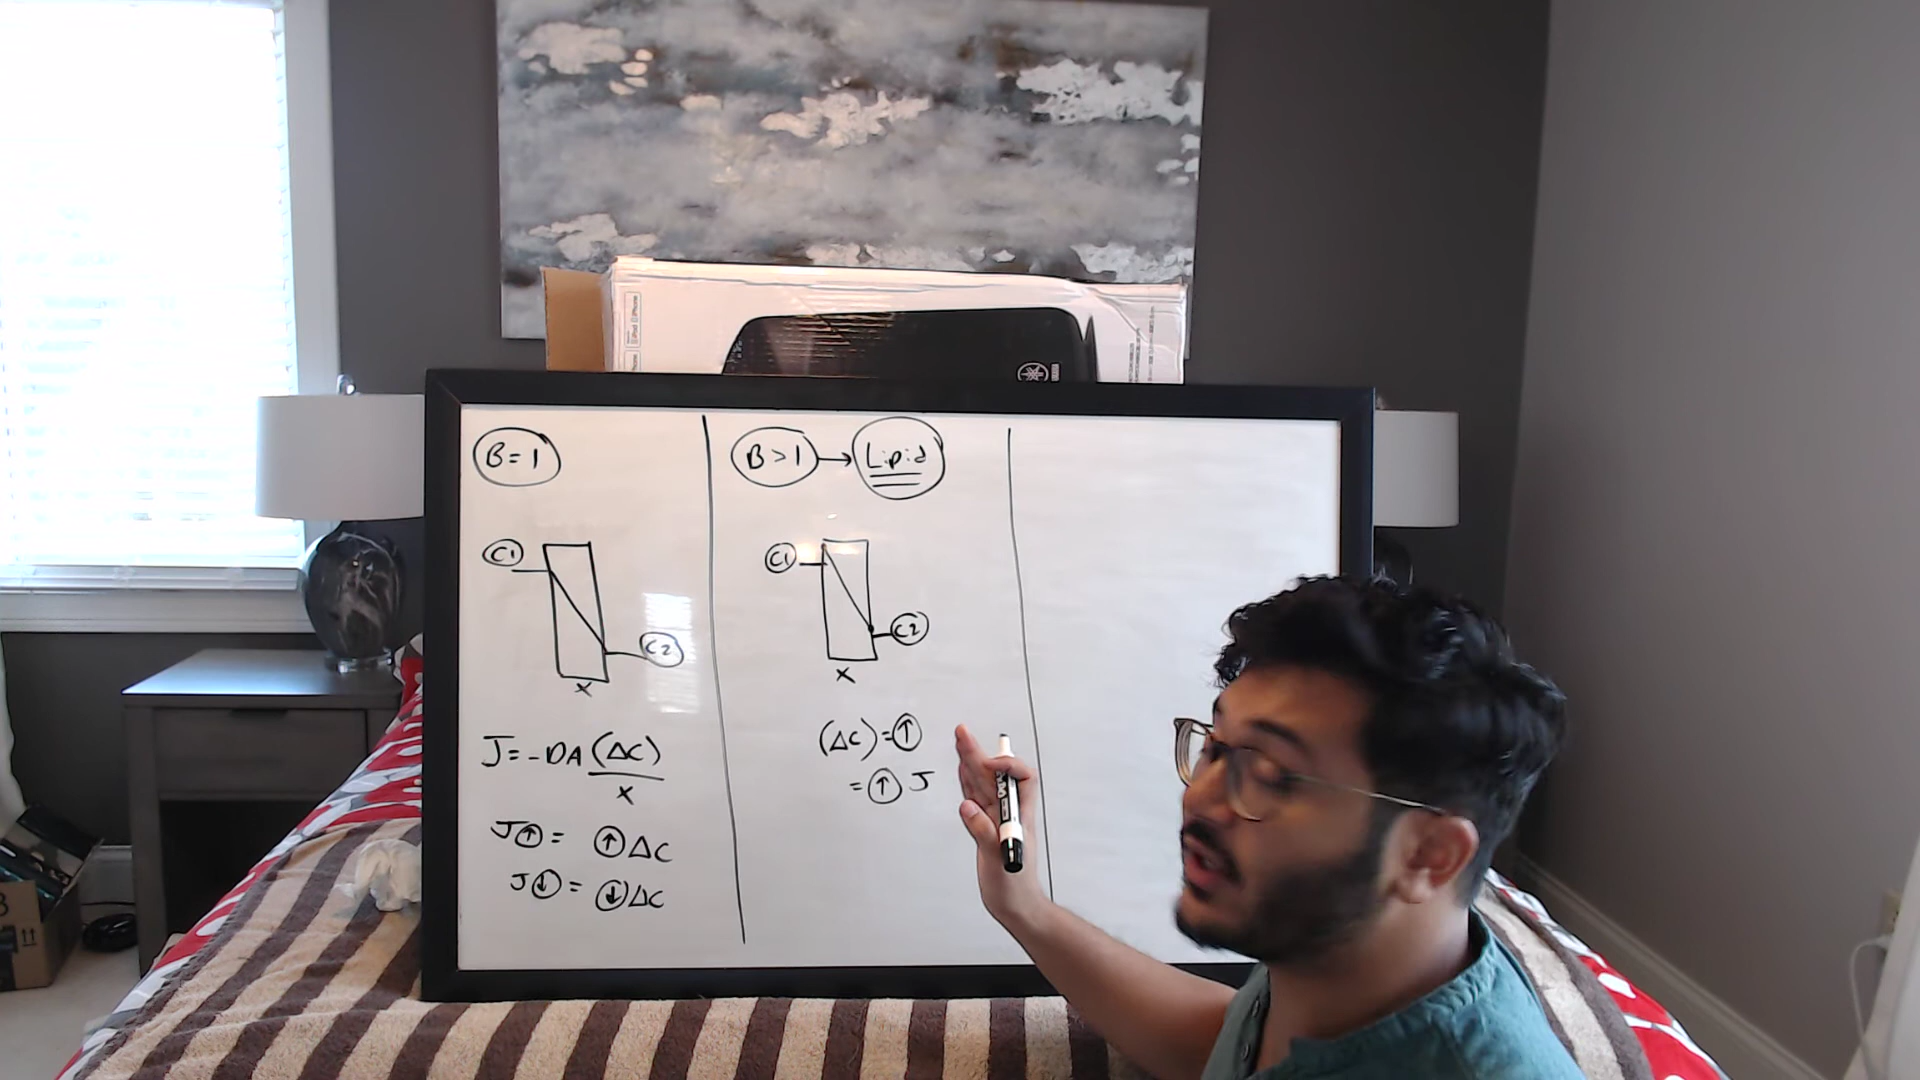 B = 1
C1
C2
x
J = -DA (ΔC)
x
J ↑ = ↑ ΔC
J ↓ = ↓ ΔC
B > 1 → Lipid
C1
C2
x
(ΔC) = ↑
= ↑ J